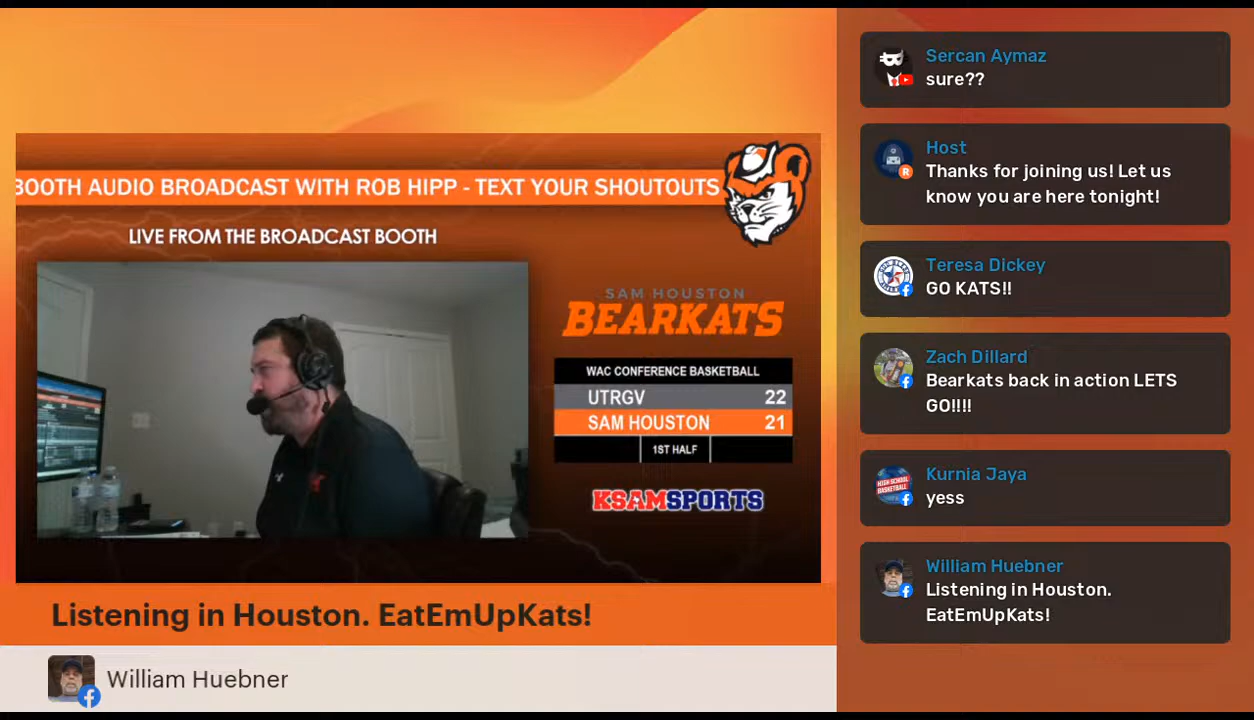 BOOTH AUDIO BROADCAST WITH ROB HIPP - TEXT YOUR SHOUTOUTS
LIVE FROM THE BROADCAST BOOTH
SAM HOUSTON
BEARKATS
WAC CONFERENCE BASKETBALL
UTRGV 22
SAM HOUSTON 21
1ST HALF
KSAMSPORTS
Listening in Houston. EatEmUpKats!
William Huebner
Sercan Aymaz
sure??
Host
Thanks for joining us! Let us
know you are here tonight!
Teresa Dickey
GO KATS!!
Zach Dillard
Bearkats back in action LETS
GO!!!!
Kurnia Jaya
yess
William Huebner
Listening in Houston.
EatEmUpKats!